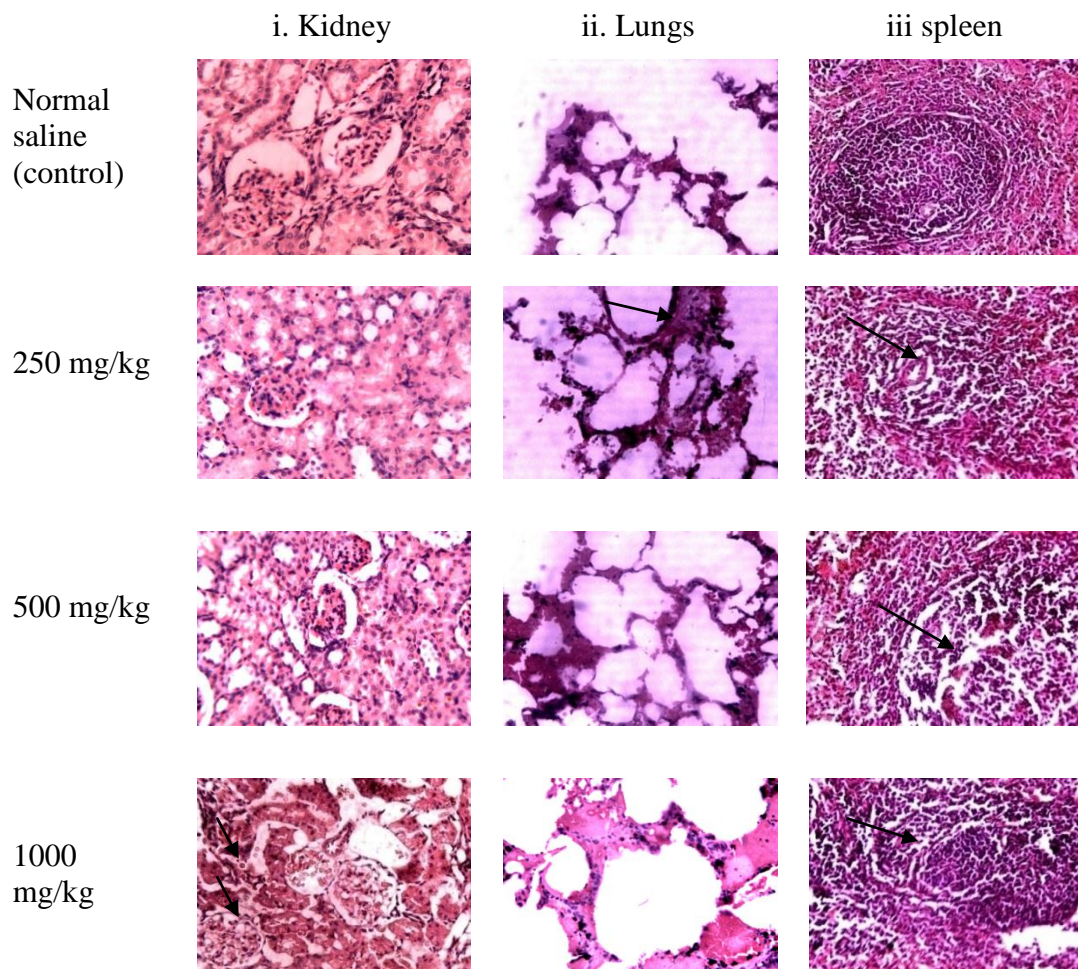 i. Kidney
ii. Lungs
iii spleen
Normal
saline
(control)
250 mg/kg
500 mg/kg
1000
mg/kg